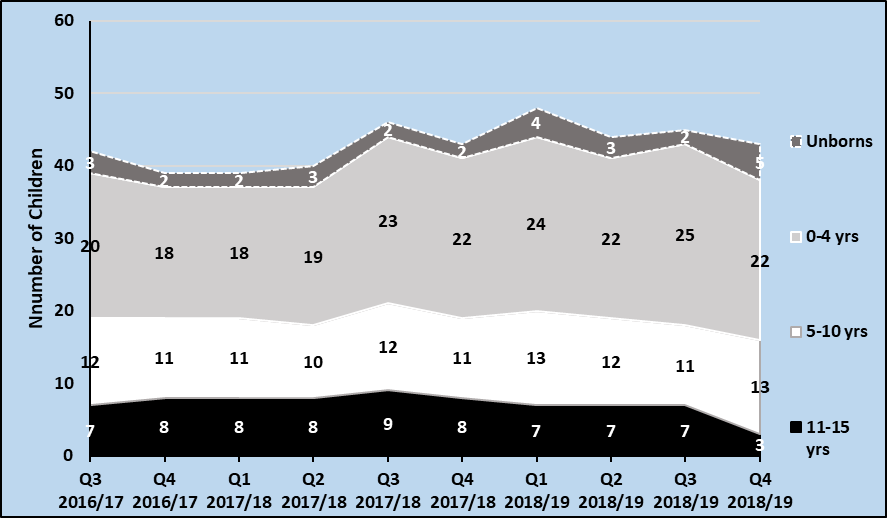 60
50
40
30
20
10
0
Nnumber of Children
3 2 2 3 2 2 4 3 2 5
20 18 18 19 23 22 24 22 25 22
12 11 11 10 12 11 13 12 11 13
7 8 8 8 9 8 7 7 7 3
Q3 Q4 Q1 Q2 Q3 Q4 Q1 Q2 Q3 Q4
2016/17 2016/17 2017/18 2017/18 2017/18 2017/18 2018/19 2018/19 2018/19 2018/19
Unborns
0-4 yrs
5-10 yrs
11-15
yrs